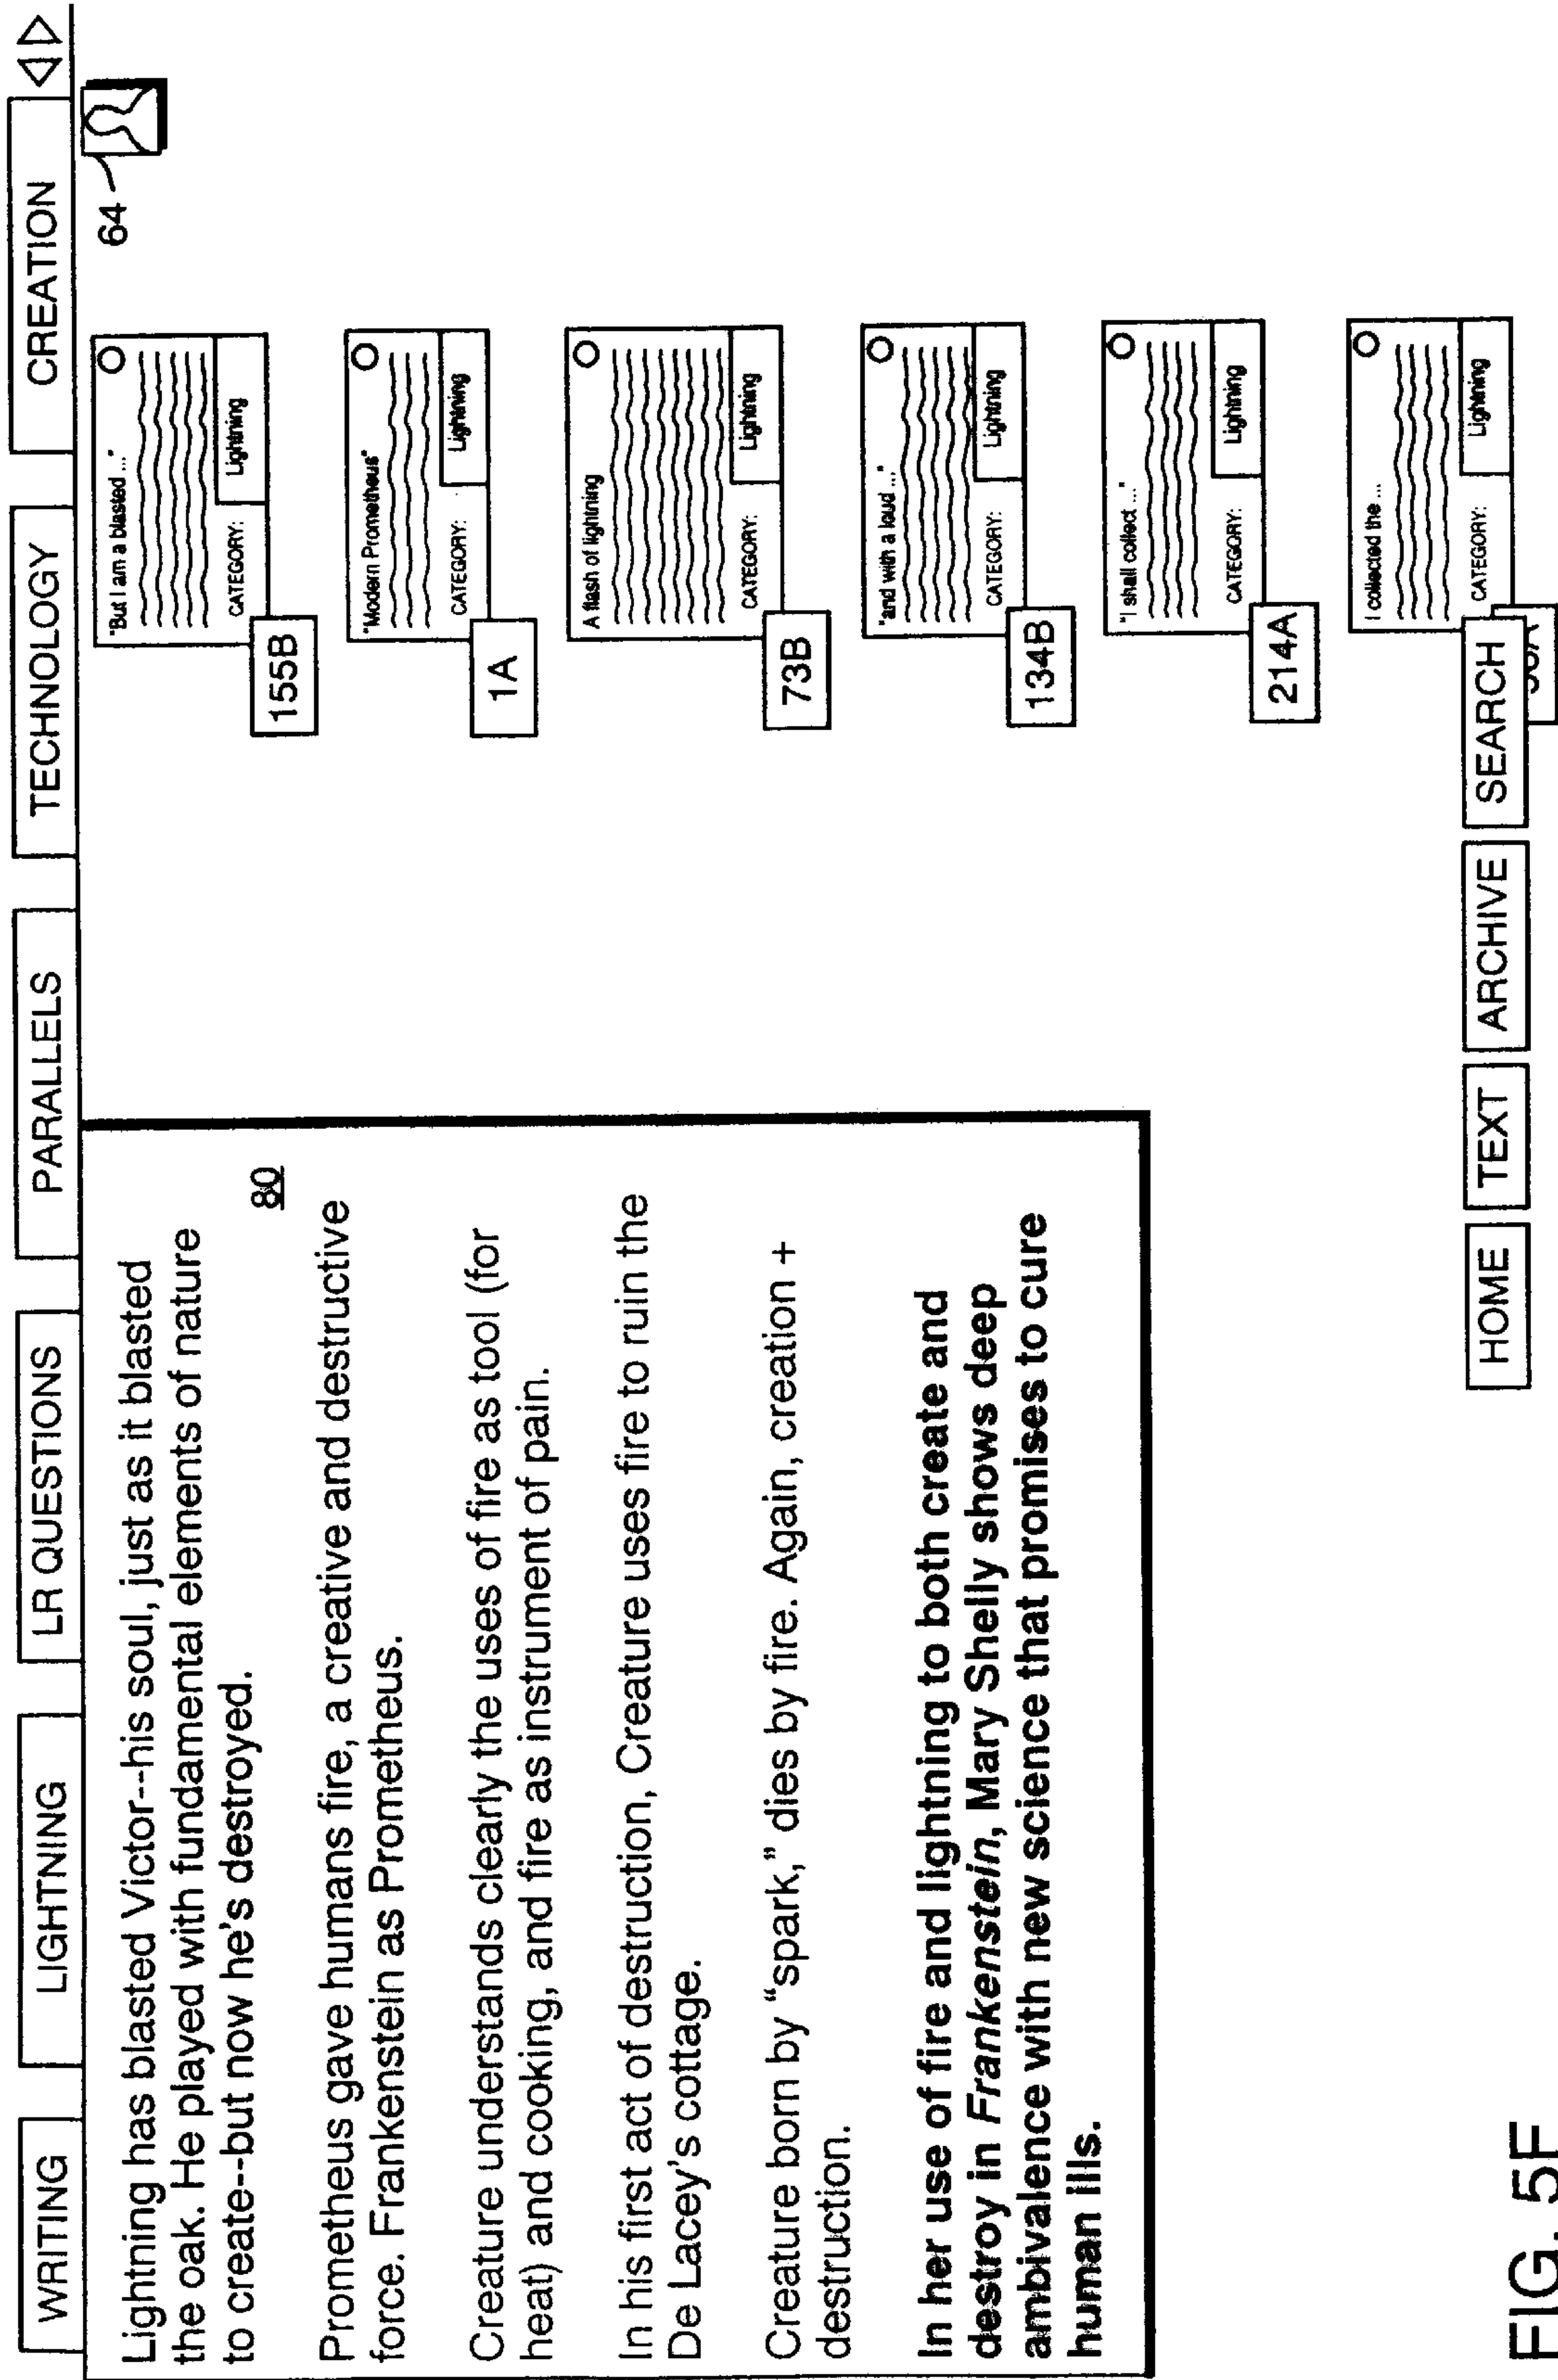 WRITING LIGHTNING LR QUESTIONS PARALLELS TECHNOLOGY CREATION
64
Lightning has blasted Victor--his soul, just as it blasted
the oak. He played with fundamental elements of nature
to create--but now he's destroyed.
80
Prometheus gave humans fire, a creative and destructive
force. Frankenstein as Prometheus.
Creature understands clearly the uses of fire as tool (for
heat) and cooking, and fire as instrument of pain.
In his first act of destruction, Creature uses fire to ruin the
De Lacey's cottage.
Creature born by “spark,” dies by fire. Again, creation +
destruction.
In her use of fire and lightning to both create and
destroy in Frankenstein, Mary Shelly shows deep
ambivalence with new science that promises to cure
human ills.
"But I am a blasted ..."
CATEGORY: Lightning
155B
"Modern Prometheus"
CATEGORY: Lightning
1A
A flash of lightning
CATEGORY: Lightning
73B
"and with a loud ..."
CATEGORY: Lightning
134B
"I shall collect ..."
CATEGORY: Lightning
214A
I collected the ...
CATEGORY: Lightning
HOME TEXT ARCHIVE SEARCH
FIG. 5F